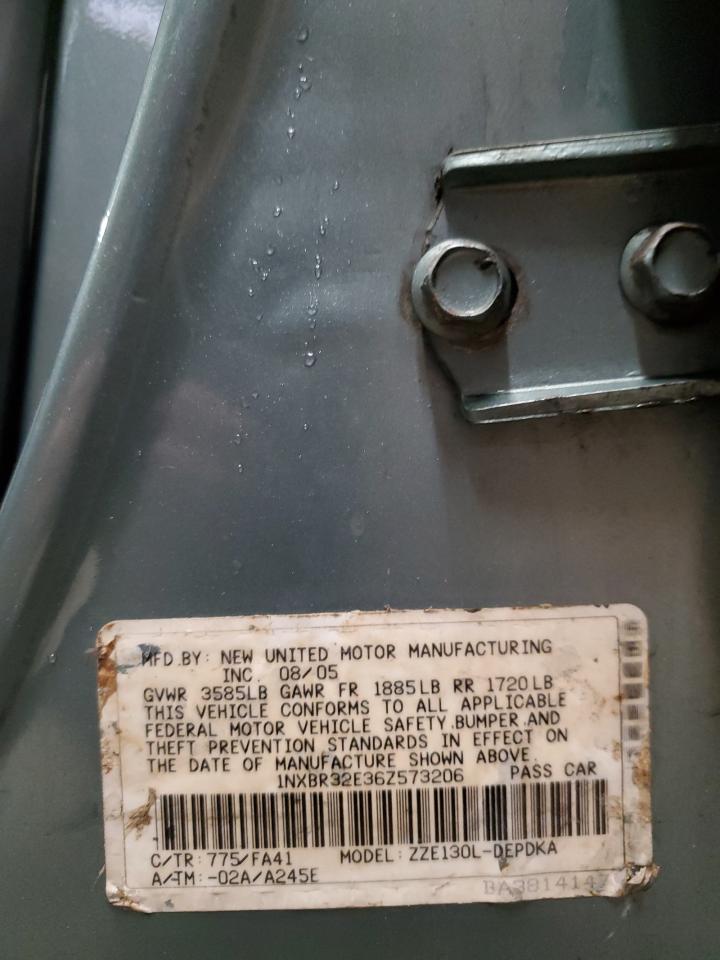 MFD.BY: NEW UNITED MOTOR MANUFACTURING
INC. 08/05
GVWR 3585LB GAWR FR 1885LB RR 1720LB
THIS VEHICLE CONFORMS TO ALL APPLICABLE
FEDERAL MOTOR VEHICLE SAFETY,BUMPER,AND
THEFT PREVENTION STANDARDS IN EFFECT ON
THE DATE OF MANUFACTURE SHOWN ABOVE.
1NXBR32E36Z573206 PASS CAR
C/TR: 775/FA41 MODEL: ZZE130L-DEPDKA
A/TM: -02A/A245E